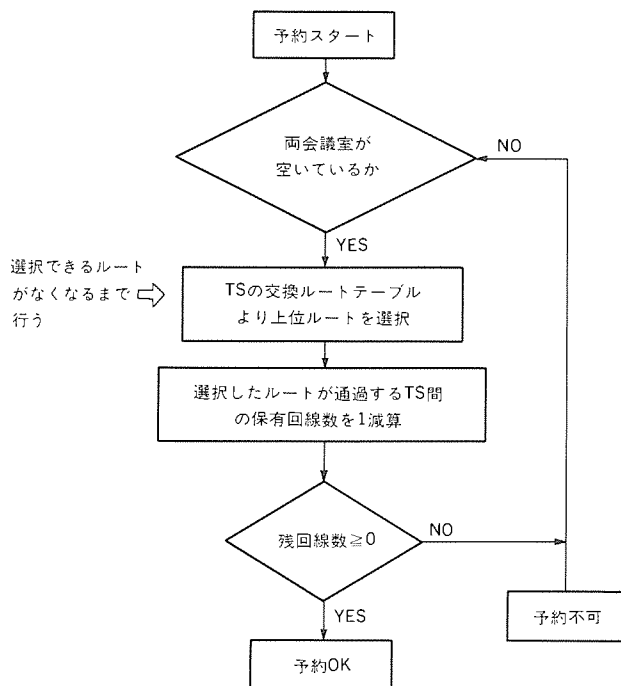 予約スタート
両会議室が
空いているか
NO
YES
選択できるルート
がなくなるまで
行う
TSの交換ルートテーブル
より上位ルートを選択
選択したルートが通過するTS間
の保有回線数を1減算
残回線数≧0
NO
YES
予約不可
予約OK